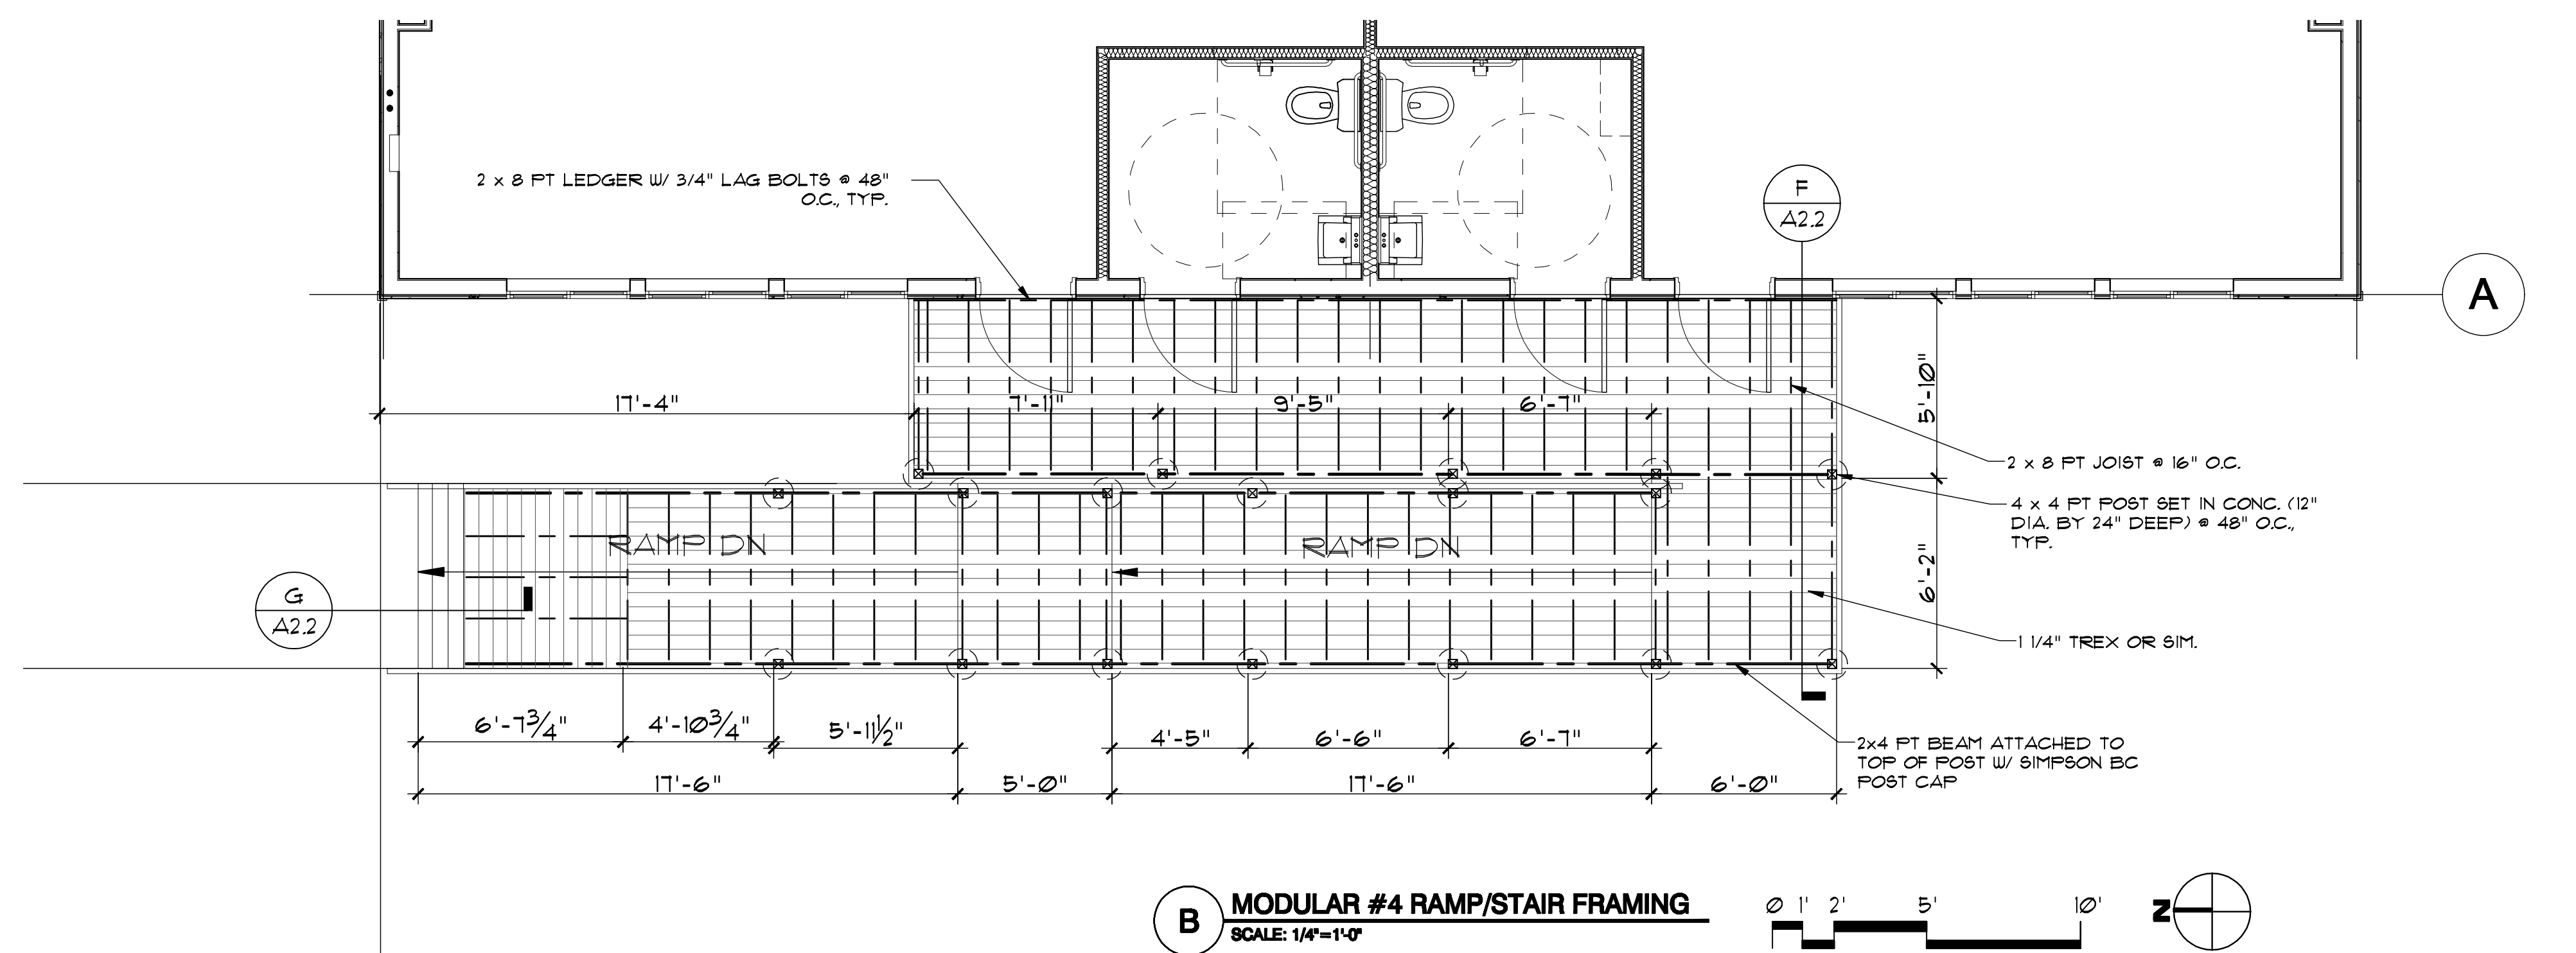 2 x 8 PT LEDGER W/ 3/4" LAG BOLTS @ 48"
O.C., TYP.
F
A2.2
A
17'-4"
7'-11"
9'-5"
6'-7"
5'-10"
2 x 8 PT JOIST @ 16" O.C.
4 x 4 PT POST SET IN CONC. (12"
DIA. BY 24" DEEP) @ 48" O.C.,
TYP.
RAMP DN
RAMP DN
6'-2"
G
A2.2
1 1/4" TREX OR SIM.
6'-7 3/4"
4'-10 3/4"
5'-11 1/2"
4'-5"
6'-6"
6'-7"
2x4 PT BEAM ATTACHED TO
TOP OF POST W/ SIMPSON BC
POST CAP
17'-6"
5'-0"
17'-6"
6'-0"
B
MODULAR #4 RAMP/STAIR FRAMING
SCALE: 1/4"=1'-0"
0 1' 2' 5' 10'
N